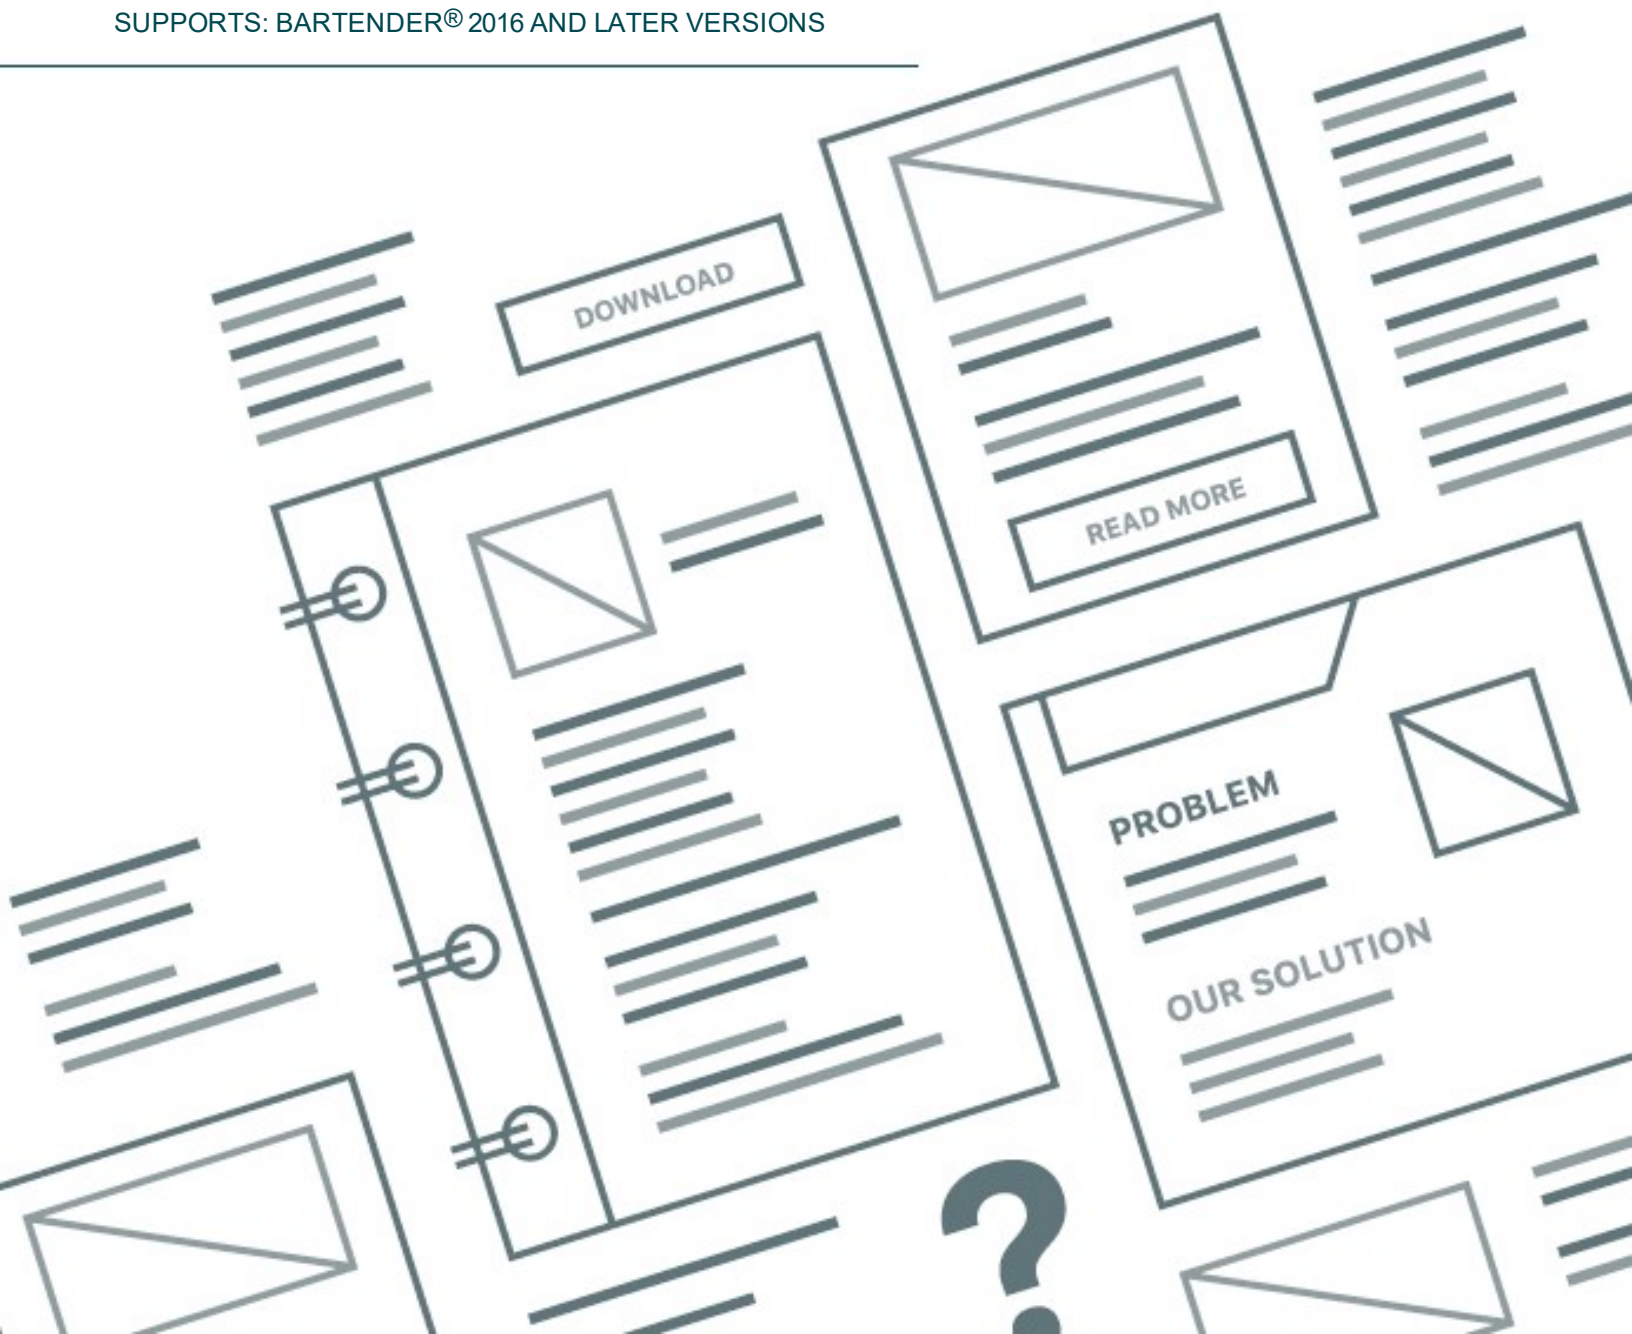 SUPPORTS: BARTENDER® 2016 AND LATER VERSIONS
DOWNLOAD
READ MORE
PROBLEM
OUR SOLUTION
?